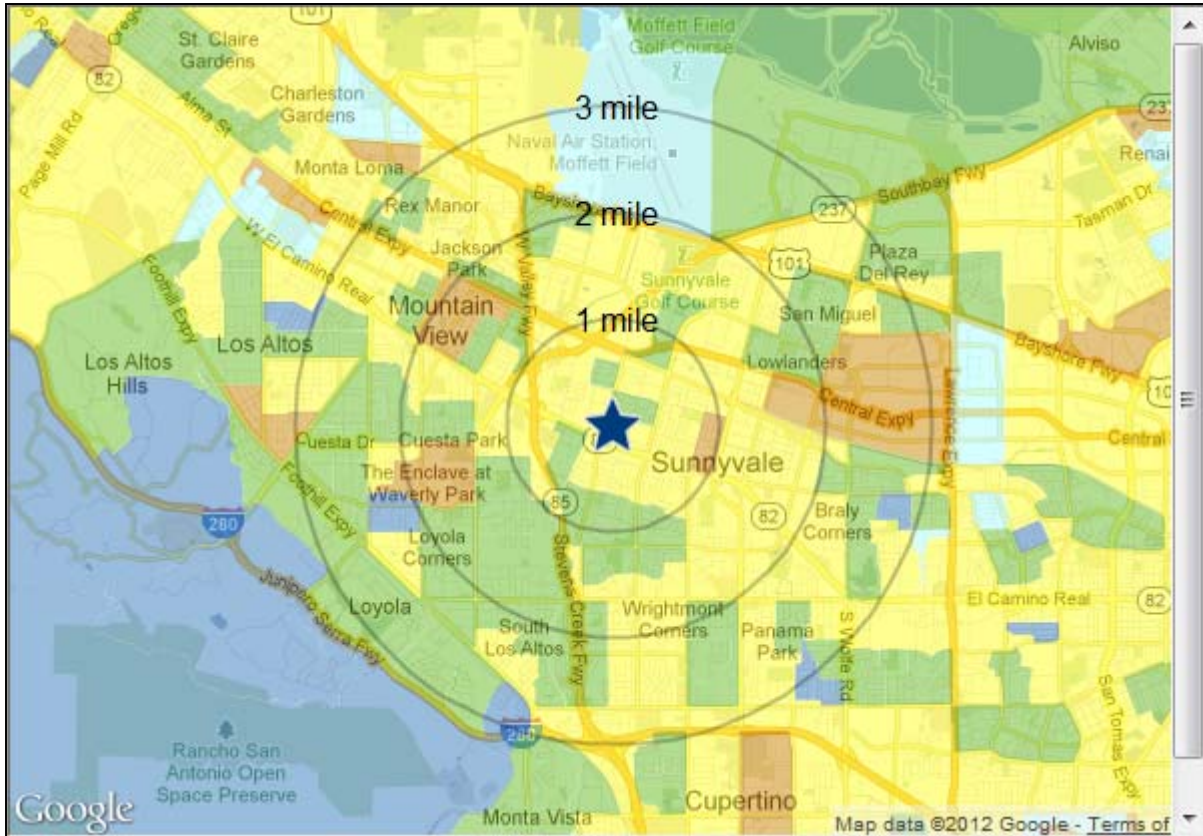 101
Oregon
St. Claire
Gardens
Moffett Field
Golf Course
Alviso
82
Charleston
Gardens
Alma St
Page Mill Rd
3 mile
237
Naval Air Station,
Moffett Field
Monta Loma
Tasman Dr
Southbay Fwy
Rex Manor
Central Expy
Bayshore
2 mile
237
W El Camino Real
Jackson
Park
W Valley Fwy
Plaza
Del Rey
101
Foothill Expy
Sunnyvale
Golf Course
Mountain
View
1 mile
San Miguel
Los Altos
Los Altos
Hills
Lowlanders
Bayshore Fwy
Lawrence Expy
Central Expy
Central
Cuesta Dr
Cuesta Park
Sunnyvale
The Enclave at
Waverly Park
Foothill Expy
85
82
Braly
Corners
280
Loyola
Corners
Stevens Creek Fwy
Junipero Serra Fwy
Loyola
Wrightmont
Corners
El Camino Real
82
South
Los Altos
Panama
Park
S Wolfe Rd
San Tomas Expy
280
Rancho San
Antonio Open
Space Preserve
Google
Monta Vista
Cupertino
Map data ©2012 Google - Terms of